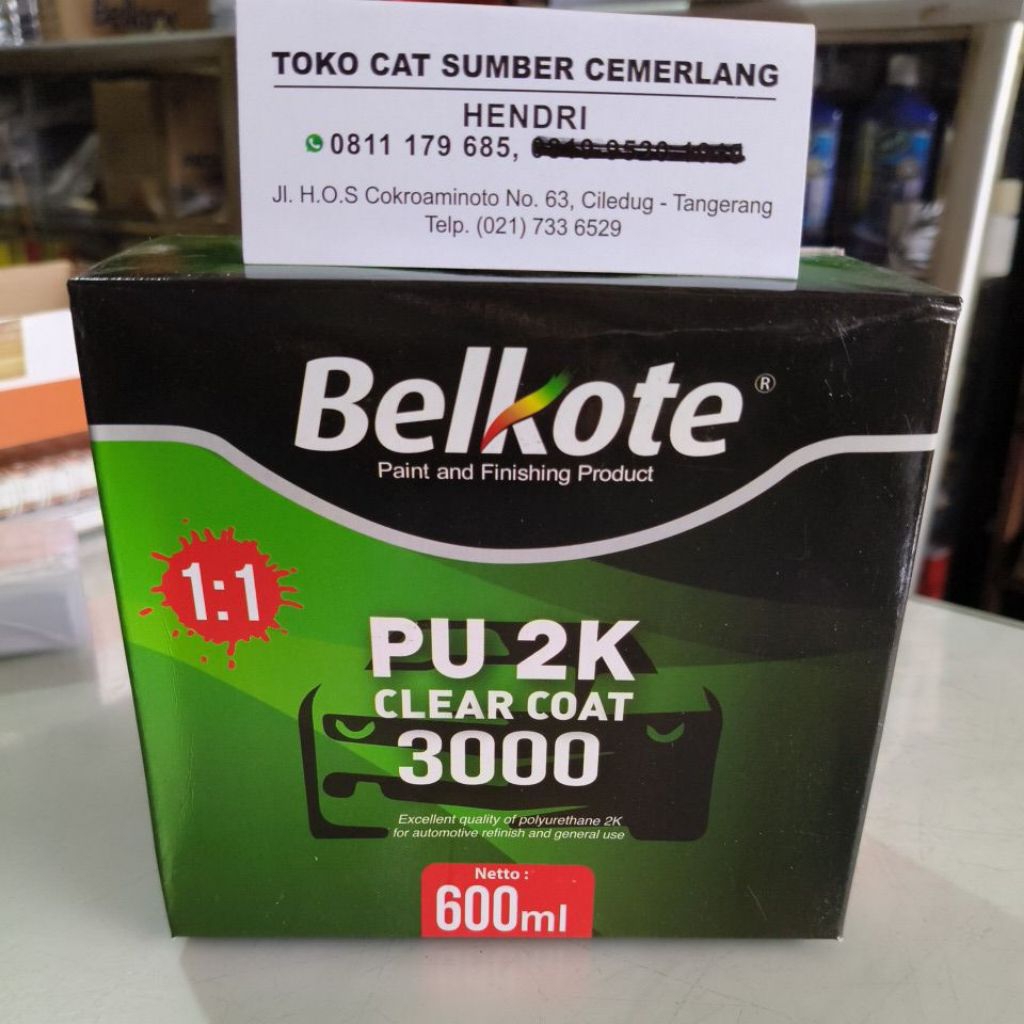 Belkote
TOKO CAT SUMBER CEMERLANG
HENDRI
0811 179 685,
Jl. H.O.S Cokroaminoto No. 63, Ciledug - Tangerang
Telp. (021) 733 6529
Belkote®
Paint and Finishing Product
1:1
PU 2K
CLEAR COAT
3000
Excellent quality of polyurethane 2K
for automotive refinish and general use
Netto :
600ml